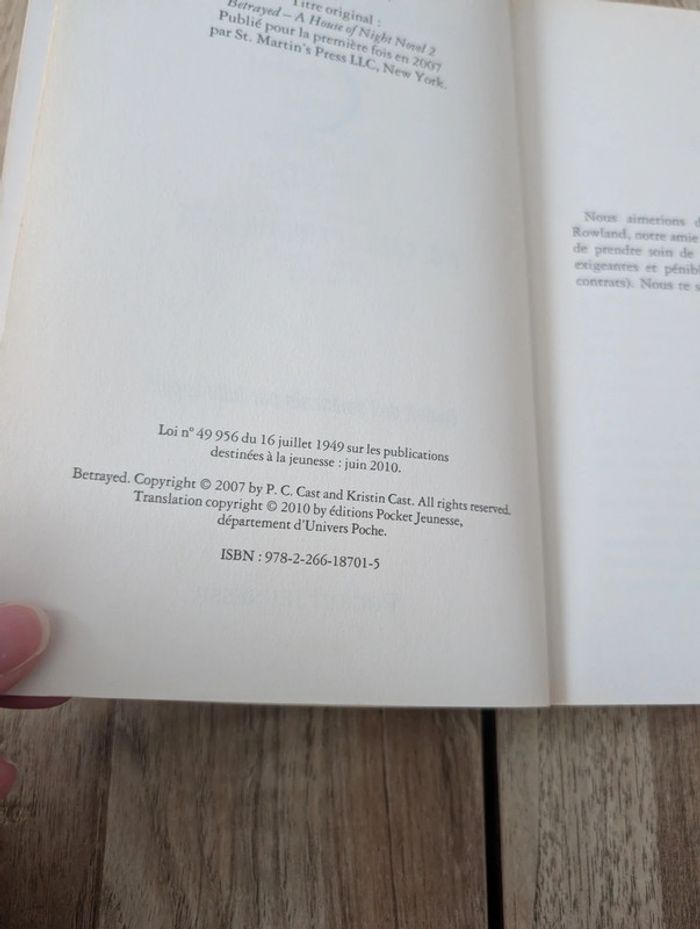 Titre original :
Betrayed – A House of Night Novel 2
Publié pour la première fois en 2007
par St. Martin's Press LLC, New York.
Loi n° 49 956 du 16 juillet 1949 sur les publications
destinées à la jeunesse : juin 2010.
Betrayed. Copyright © 2007 by P. C. Cast and Kristin Cast. All rights reserved.
Translation copyright © 2010 by éditions Pocket Jeunesse,
département d'Univers Poche.
ISBN : 978-2-266-18701-5
Nous aimerions
Rowland, notre amie
de prendre soin de
exigeantes et
contrats). Nous te